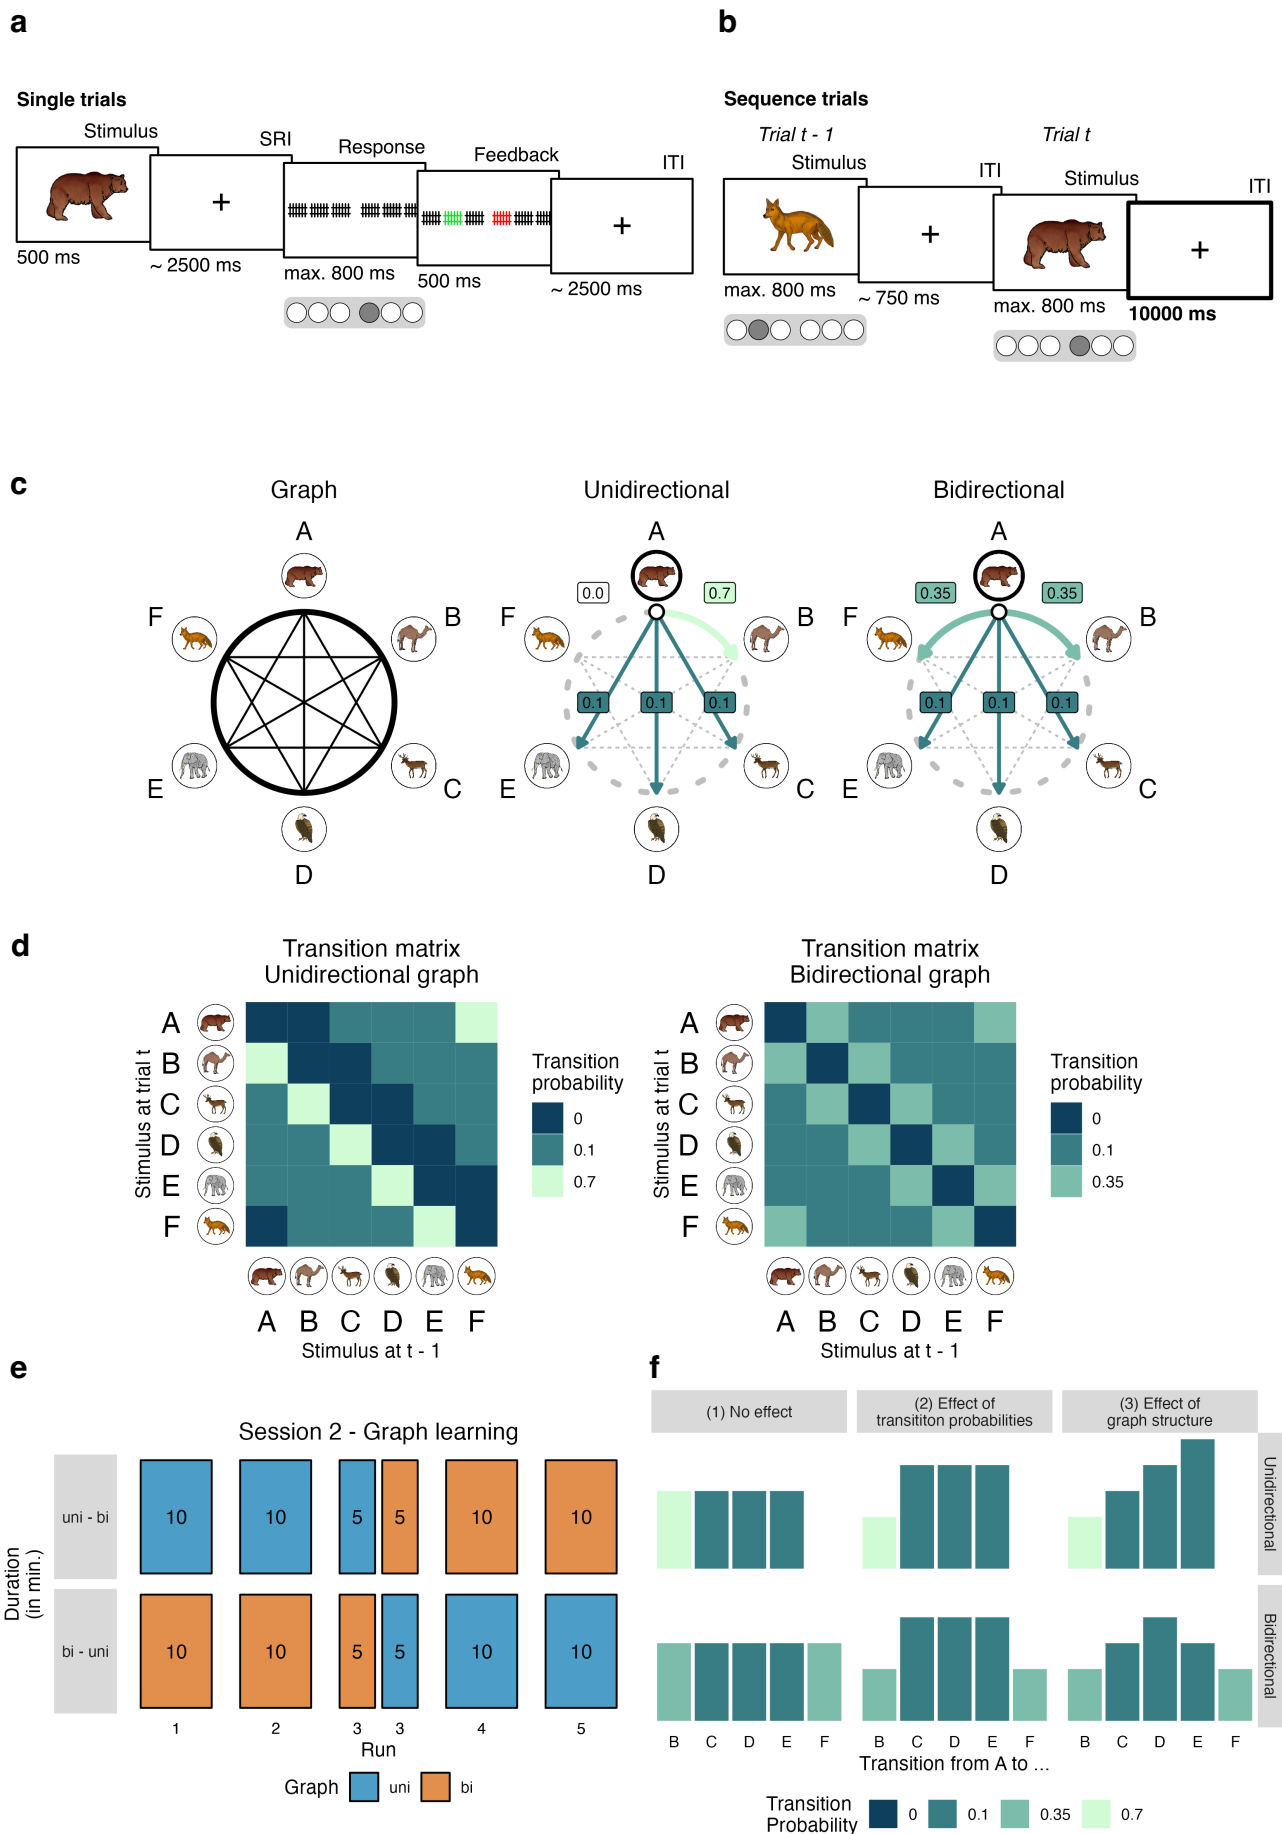 a
Single trials
Stimulus
SRI
Response
Feedback
ITI
500 ms
~ 2500 ms
max. 800 ms
500 ms
~ 2500 ms
b
Sequence trials
Trial t - 1
Trial t
Stimulus
ITI
Stimulus
ITI
max. 800 ms
~ 750 ms
max. 800 ms
10000 ms
c
Graph
A
F
B
E
C
D
Unidirectional
A
0.0
0.7
F
B
0.1
0.1
0.1
E
C
D
Bidirectional
A
0.35
0.35
F
B
0.1
0.1
0.1
E
C
D
d
Transition matrix
Unidirectional graph
Stimulus at trial t
A
B
C
D
E
F
A B C D E F
Stimulus at t - 1
Transition
probability
0
0.1
0.7
Transition matrix
Bidirectional graph
Stimulus at trial t
A
B
C
D
E
F
A B C D E F
Stimulus at t - 1
Transition
probability
0
0.1
0.35
e
Session 2 - Graph learning
Duration
(in min.)
uni - bi
10 10 5 5 10 10
bi - uni
10 10 5 5 10 10
1 2 3 3 4 5
Run
Graph uni bi
f
(1) No effect
(2) Effect of
transititon probabilities
(3) Effect of
graph structure
Unidirectional
Bidirectional
B C D E F
B C D E F
B C D E F
Transition from A to ...
Transition
Probability
0 0.1 0.35 0.7